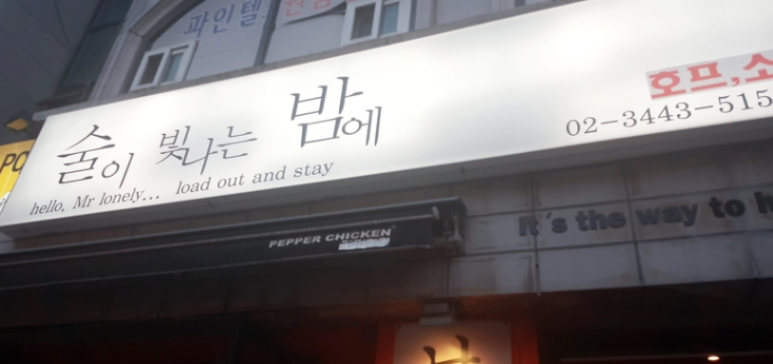 파인텔
술이 빛나는 밤에
hello, Mr lonely... load out and stay
호프,소
02-3443-515
PEPPER CHICKEN
It's the way to h